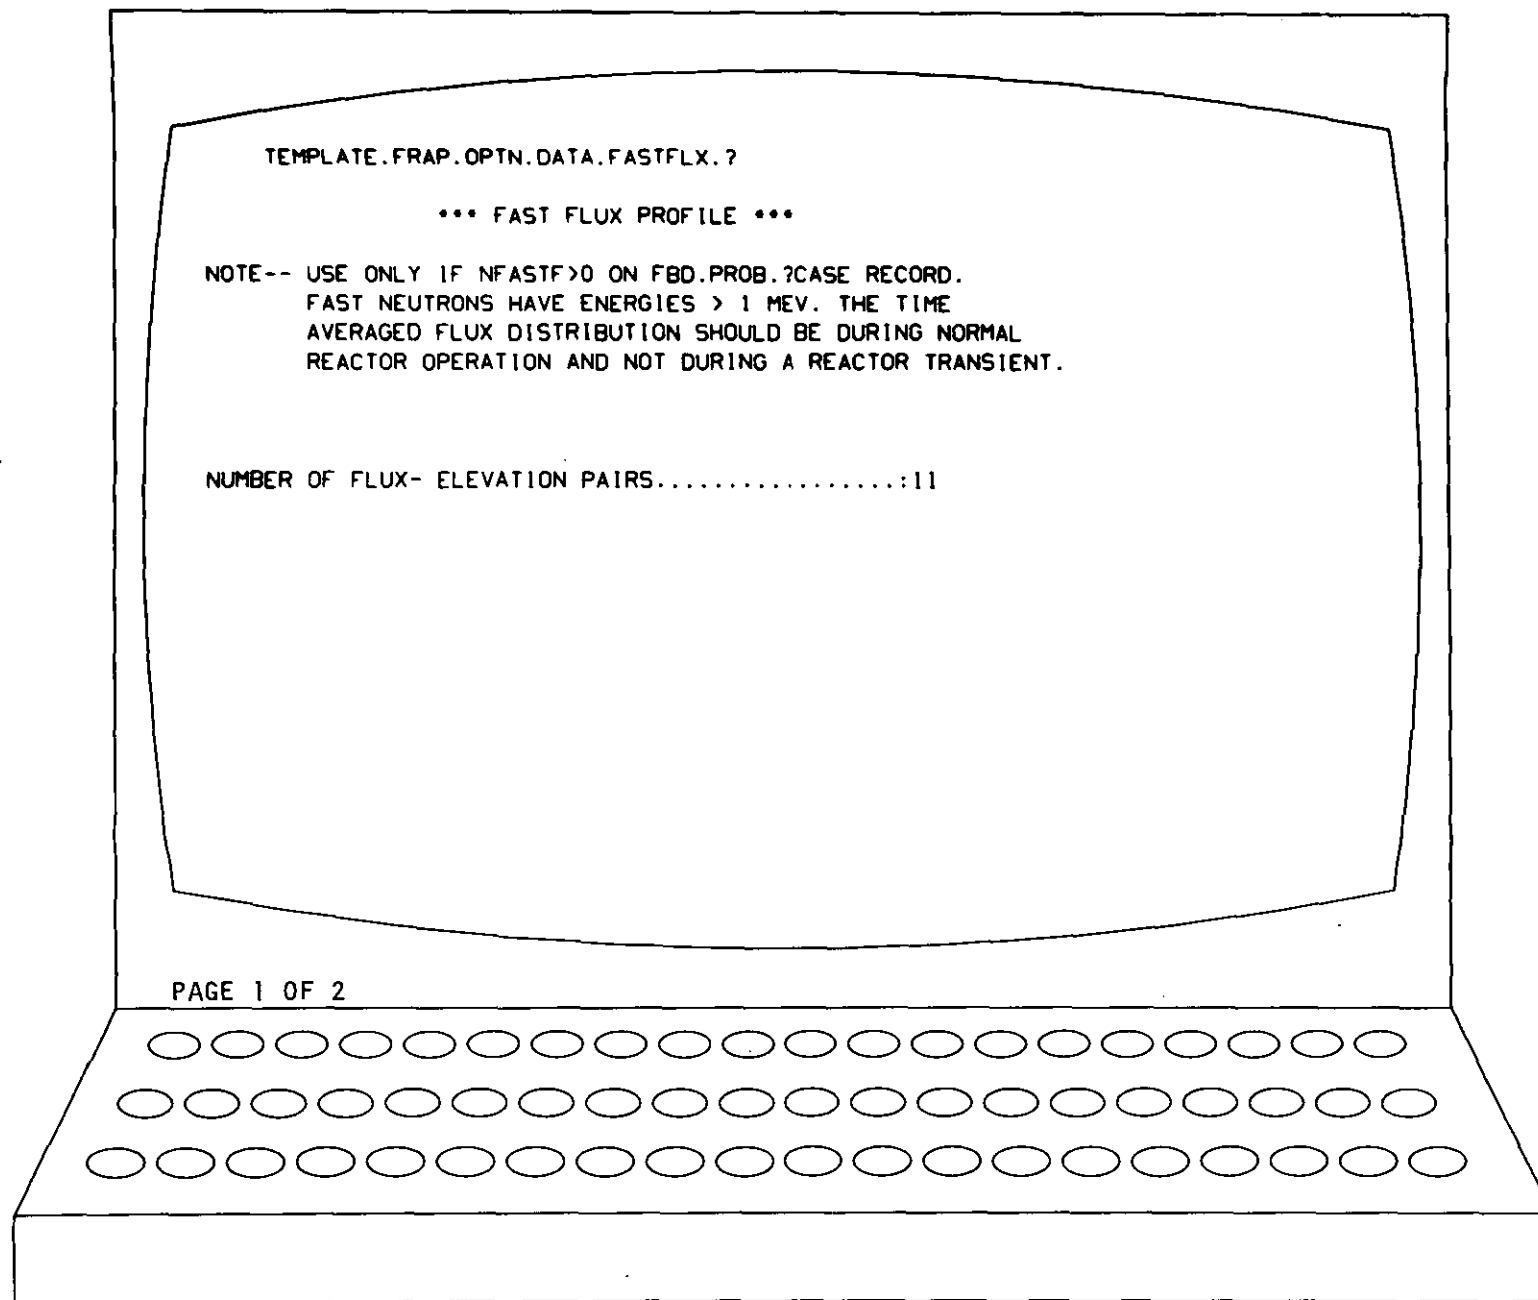 TEMPLATE.FRAP.OPTN.DATA.FASTFLX.?
*** FAST FLUX PROFILE ***
NOTE-- USE ONLY IF NFASTF>0 ON FBD.PROB.?CASE RECORD.
FAST NEUTRONS HAVE ENERGIES > 1 MEV. THE TIME
AVERAGED FLUX DISTRIBUTION SHOULD BE DURING NORMAL
REACTOR OPERATION AND NOT DURING A REACTOR TRANSIENT.
NUMBER OF FLUX- ELEVATION PAIRS.................:11
PAGE 1 OF 2